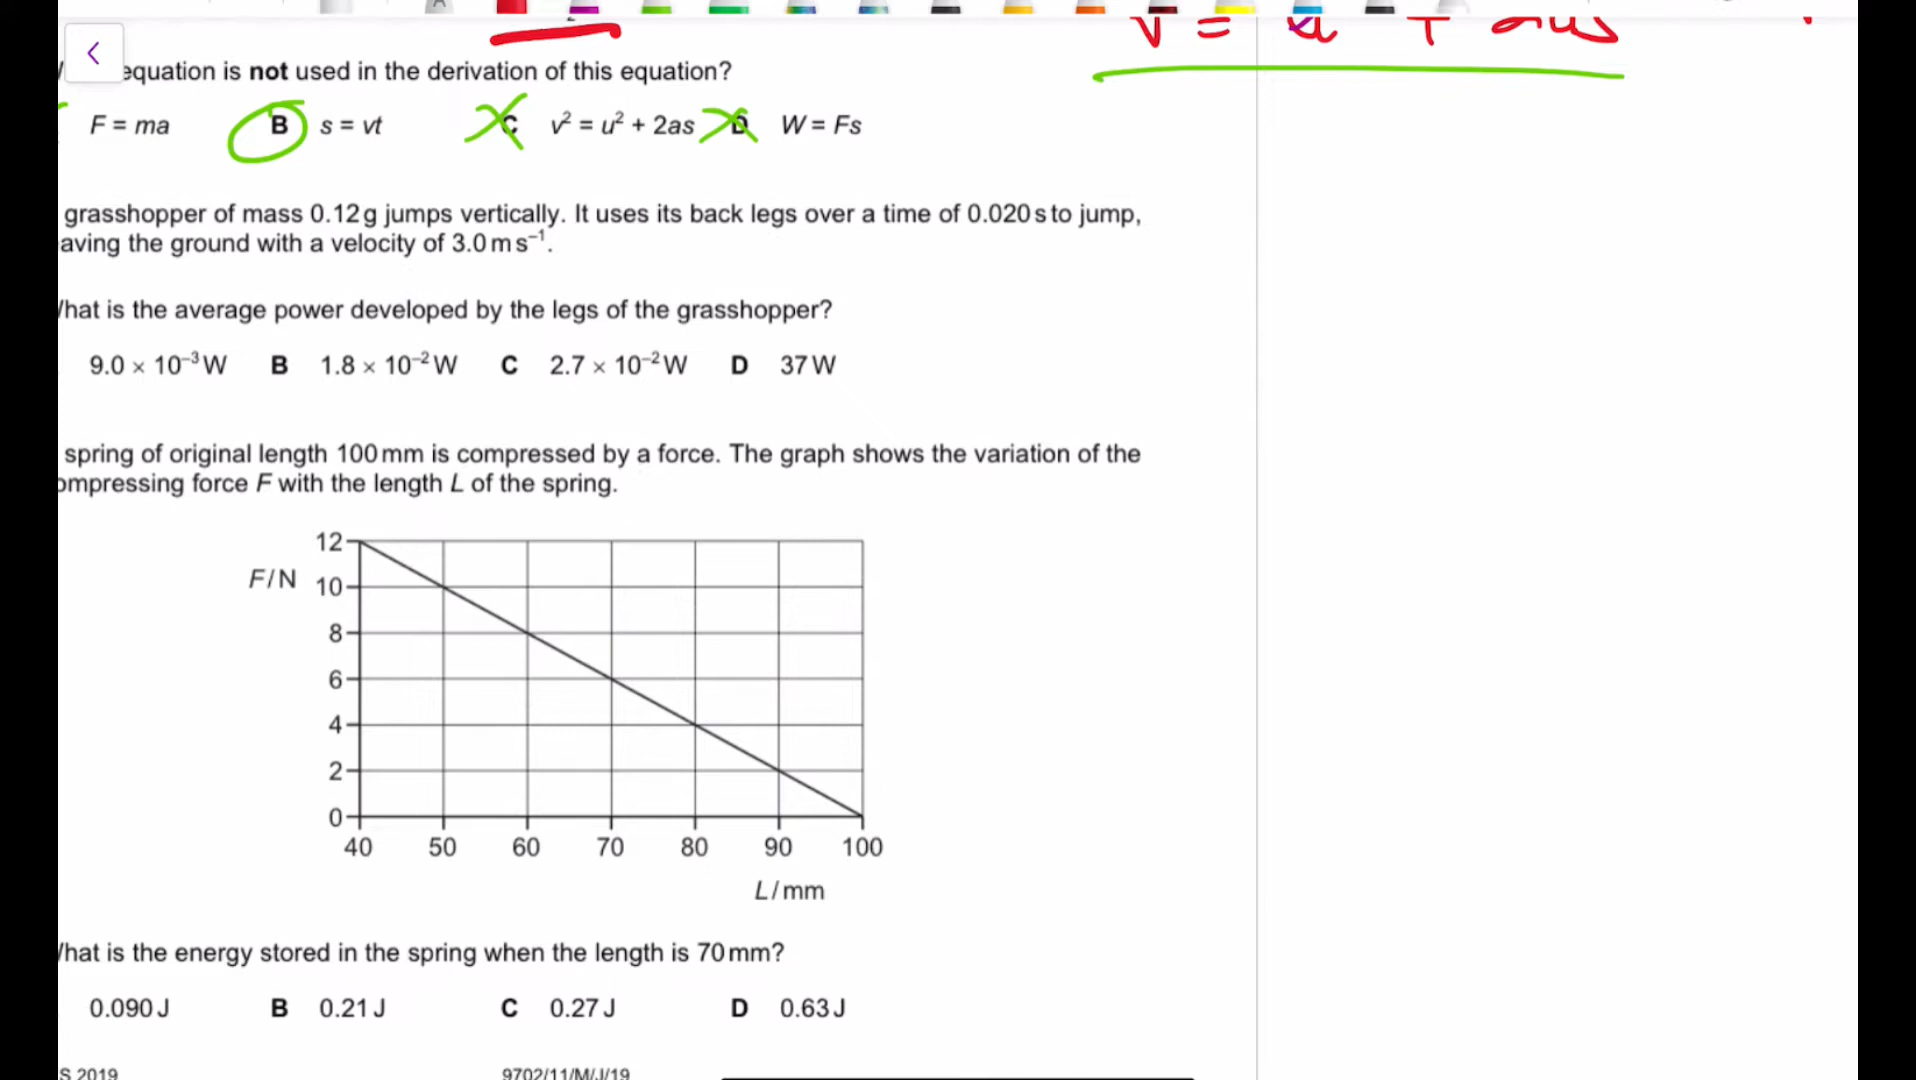 v = u + 2as
equation is not used in the derivation of this equation?
F = ma B s = vt C v² = u² + 2as D W = Fs
grasshopper of mass 0.12 g jumps vertically. It uses its back legs over a time of 0.020 s to jump,
aving the ground with a velocity of 3.0 m s⁻¹.
hat is the average power developed by the legs of the grasshopper?
9.0 × 10⁻³ W B 1.8 × 10⁻² W C 2.7 × 10⁻² W D 37 W
spring of original length 100 mm is compressed by a force. The graph shows the variation of the
ompressing force F with the length L of the spring.
12
F/N 10
8
6
4
2
0
40 50 60 70 80 90 100
L/mm
hat is the energy stored in the spring when the length is 70 mm?
0.090 J B 0.21 J C 0.27 J D 0.63 J
S 2019 9702/11/M/J/19